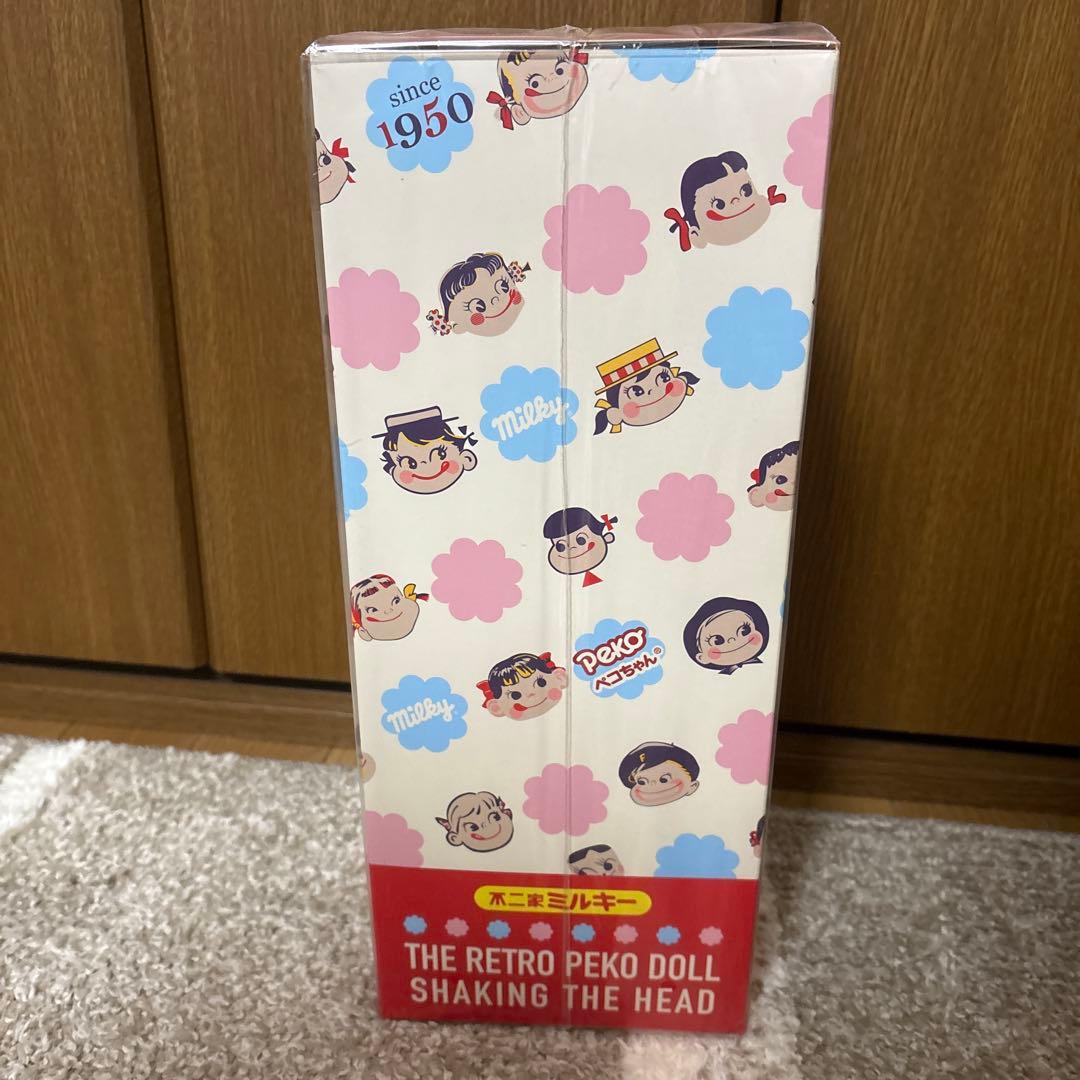 since
1950
milky
peko
ペコちゃん®
milky
F
不二家ミルキー
THE RETRO PEKO DOLL
SHAKING THE HEAD